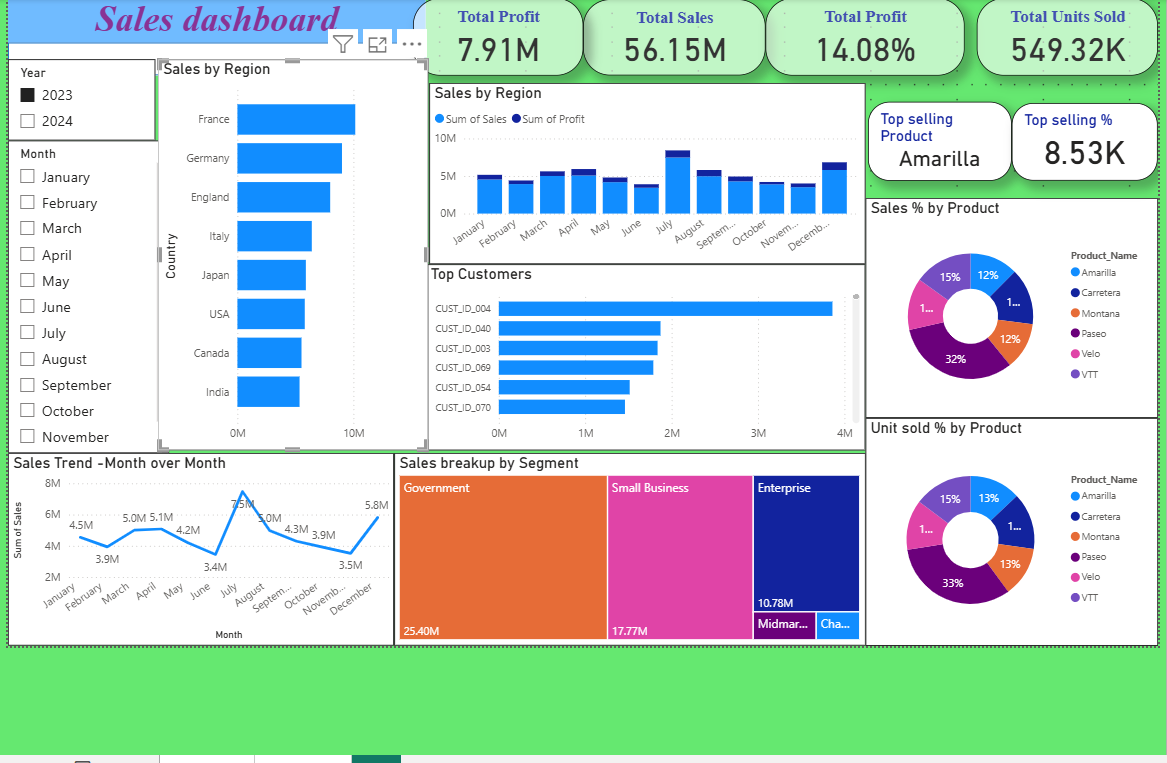 Sales dashboard
Total Profit
7.91M
Total Sales
56.15M
Total Profit
14.08%
Total Units Sold
549.32K
Year
2023
2024
Month
January
February
March
April
May
June
July
August
September
October
November
Sales by Region
Country
France
Germany
England
Italy
Japan
USA
Canada
India
0M 10M
Sales by Region
Sum of Sales Sum of Profit
10M
5M
0M
January February March April May June July August Septem... October Novem... Decemb...
Top Customers
CUST_ID_004
CUST_ID_040
CUST_ID_003
CUST_ID_069
CUST_ID_054
CUST_ID_070
0M 1M 2M 3M 4M
Top selling
Product
Amarilla
Top selling %
8.53K
Sales % by Product
15% 12%
1... 1...
12%
32%
Product_Name
Amarilla
Carretera
Montana
Paseo
Velo
VTT
Sales Trend -Month over Month
Sum of Sales
8M
6M
4M
2M
4.5M 3.9M 5.0M 5.1M 4.2M 3.4M 7.5M 5.0M 4.3M 3.9M 3.5M 5.8M
January February March April May June July August Septem... October Novemb... December
Month
Sales breakup by Segment
Government
25.40M
Small Business
17.77M
Enterprise
10.78M
Midmar... Cha...
Unit sold % by Product
15% 13%
1... 1...
13%
33%
Product_Name
Amarilla
Carretera
Montana
Paseo
Velo
VTT